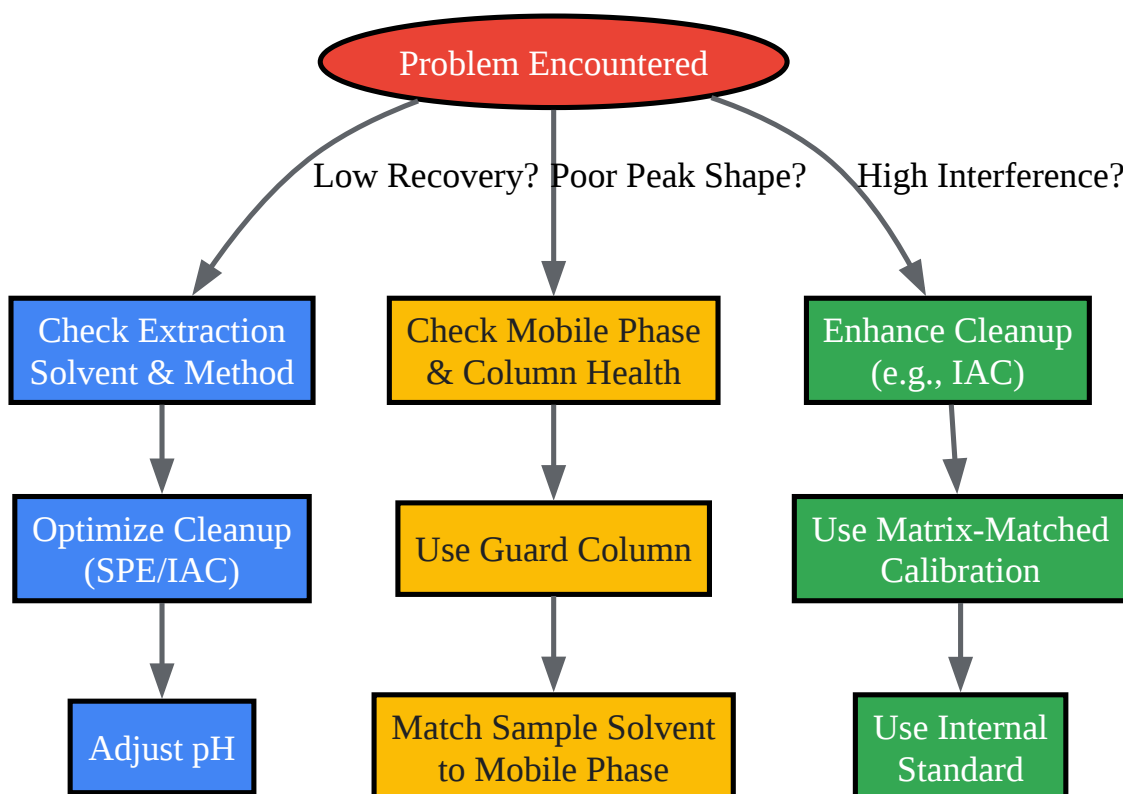 Problem Encountered
Low Recovery?
Poor Peak Shape?
High Interference?
Check Extraction
Solvent & Method
Check Mobile Phase
& Column Health
Enhance Cleanup
(e.g., IAC)
Optimize Cleanup
(SPE/IAC)
Use Guard Column
Use Matrix-Matched
Calibration
Adjust pH
Match Sample Solvent
to Mobile Phase
Use Internal
Standard